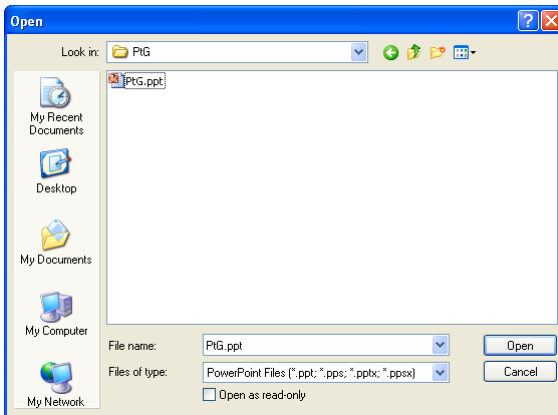 Open
Look in:
PtG
PtG.ppt
My Recent
Documents
Desktop
My Documents
My Computer
My Network
File name:
PtG.ppt
Open
Files of type:
PowerPoint Files (*.ppt; *.pps; *.pptx; *.ppsx)
Cancel
Open as read-only